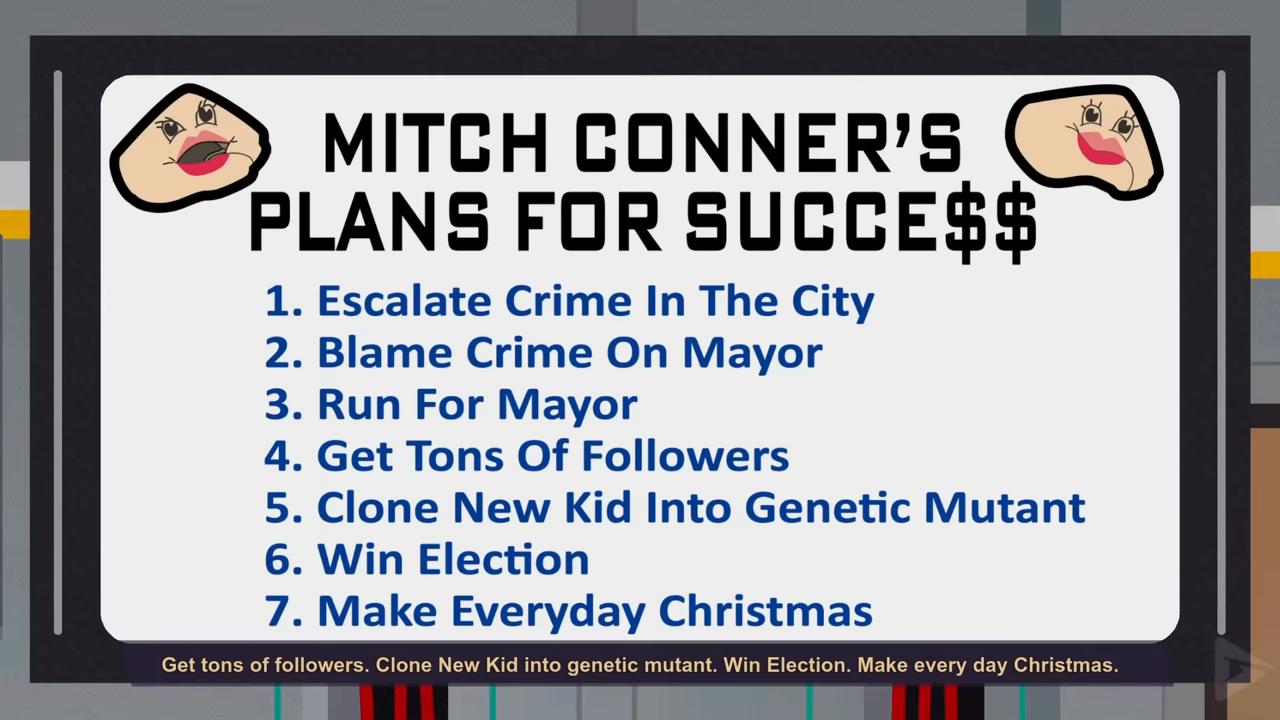 MITCH CONNER'S
PLANS FOR SUCCE$$
1. Escalate Crime In The City
2. Blame Crime On Mayor
3. Run For Mayor
4. Get Tons Of Followers
5. Clone New Kid Into Genetic Mutant
6. Win Election
7. Make Everyday Christmas
Get tons of followers. Clone New Kid into genetic mutant. Win Election. Make every day Christmas.